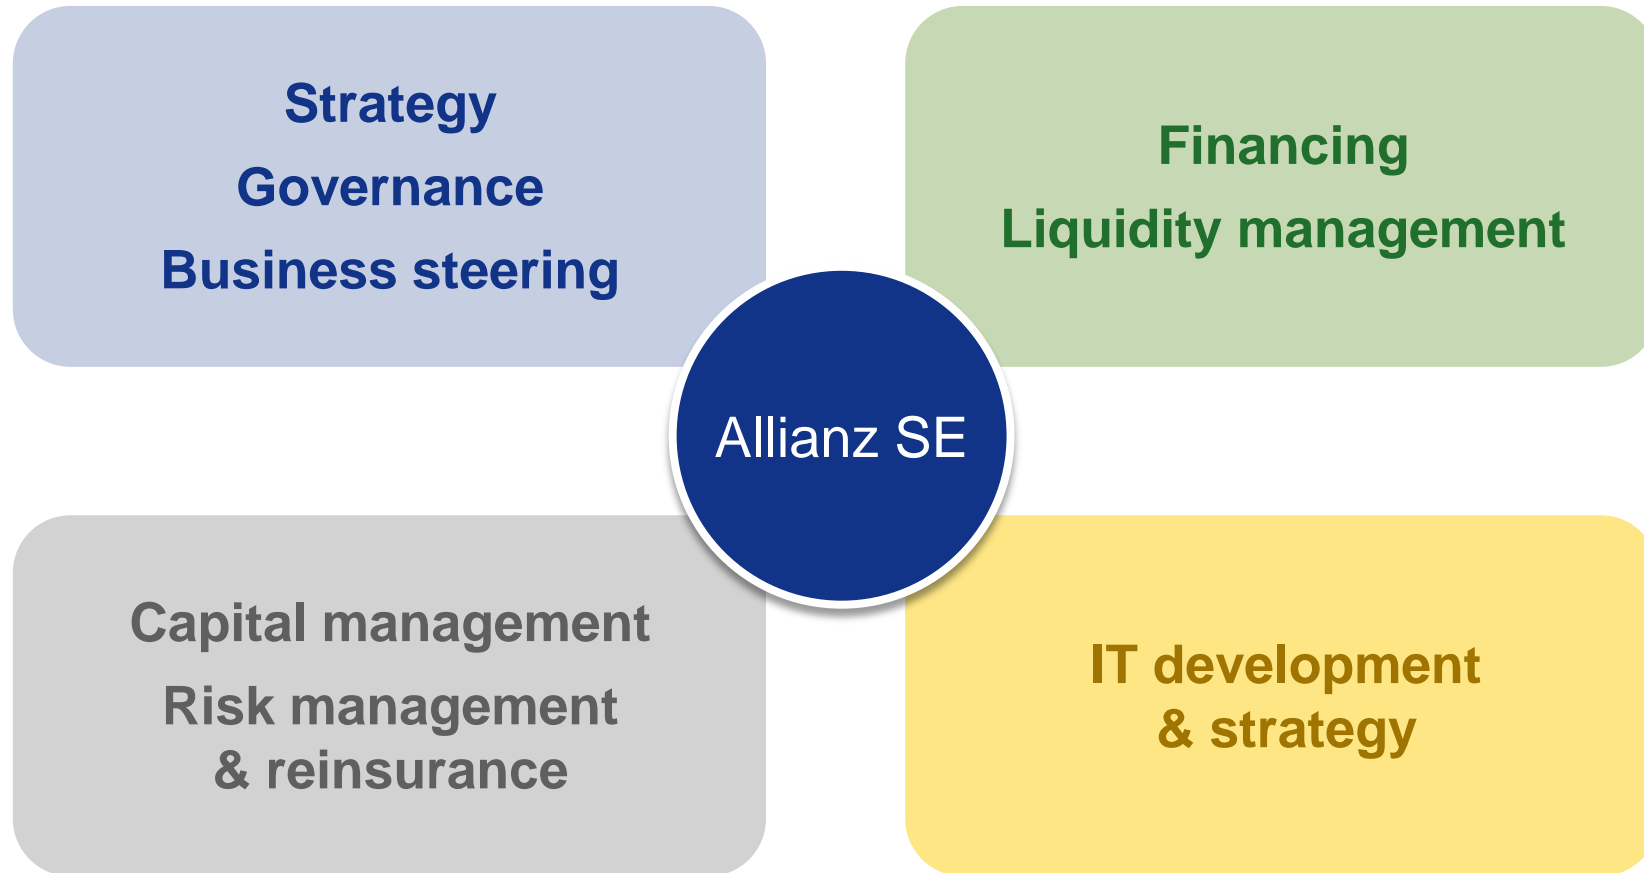 Strategy
Governance
Business steering
Financing
Liquidity management
Allianz SE
Capital management
Risk management
& reinsurance
IT development
& strategy